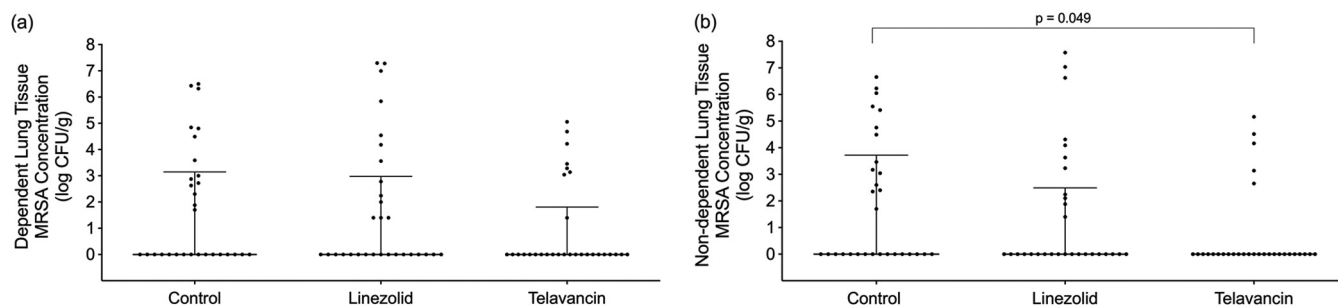 (a)
Dependent Lung Tissue
MRSA Concentration
(log CFU/g)
8
7
6
5
4
3
2
1
0
Control
Linezolid
Telavancin
(b)
p = 0.049
Non-dependent Lung Tissue
MRSA Concentration
(log CFU/g)
8
7
6
5
4
3
2
1
0
Control
Linezolid
Telavancin